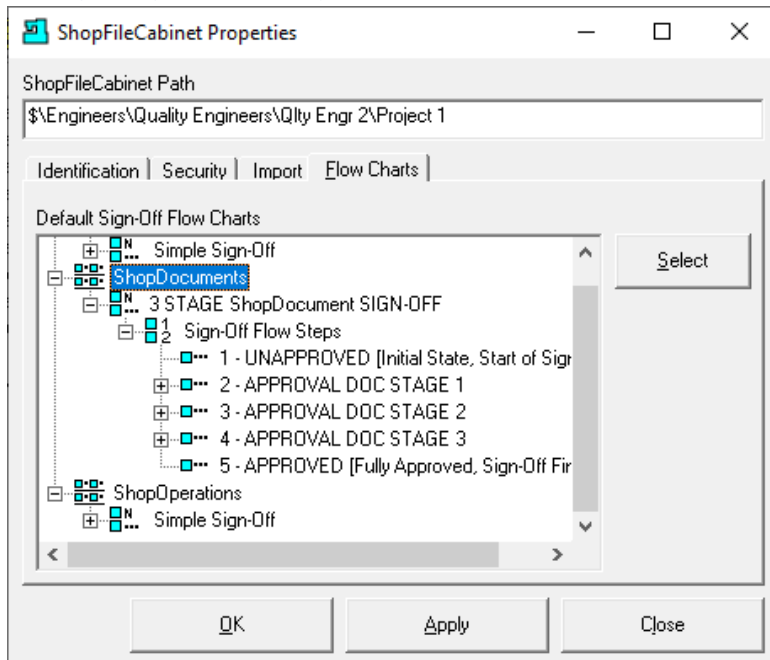 ShopFileCabinet Properties
ShopFileCabinet Path
$\Engineers\Quality Engineers\Qlty Engr 2\Project 1
Identification Security Import Flow Charts
Default Sign-Off Flow Charts
Simple Sign-Off
Select
ShopDocuments
3 STAGE ShopDocument SIGN-OFF
Sign-Off Flow Steps
1 - UNAPPROVED [Initial State, Start of Sigr
2 - APPROVAL DOC STAGE 1
3 - APPROVAL DOC STAGE 2
4 - APPROVAL DOC STAGE 3
5 - APPROVED [Fully Approved, Sign-Off Fir
ShopOperations
Simple Sign-Off
OK Apply Close